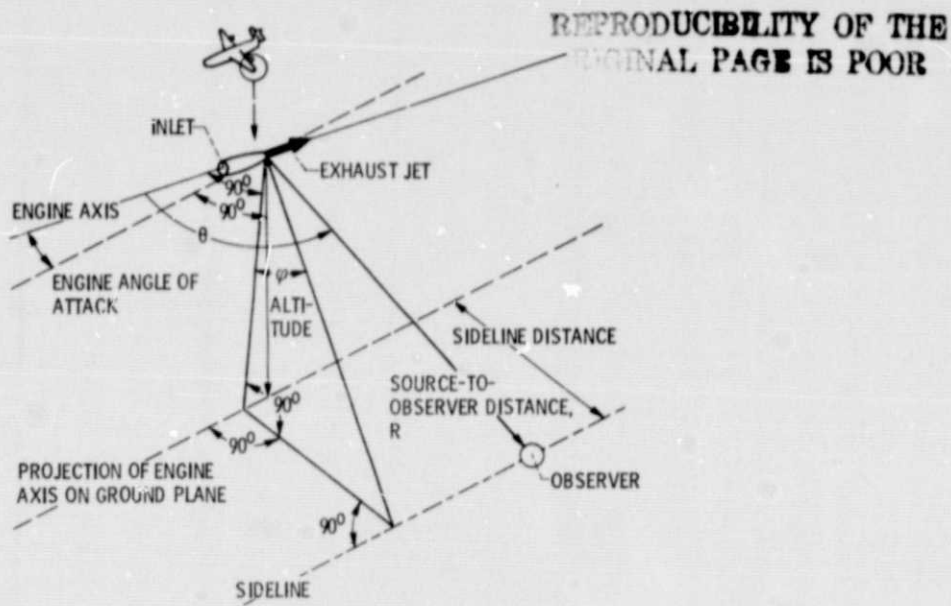 REPRODUCIBILITY OF THE
ORIGINAL PAGE IS POOR
INLET
EXHAUST JET
90°
90°
ENGINE AXIS
θ
ENGINE ANGLE OF
ATTACK
φ
ALTI-
TUDE
SIDELINE DISTANCE
SOURCE-TO-
OBSERVER DISTANCE,
R
90°
90°
PROJECTION OF ENGINE
AXIS ON GROUND PLANE
OBSERVER
90°
SIDELINE